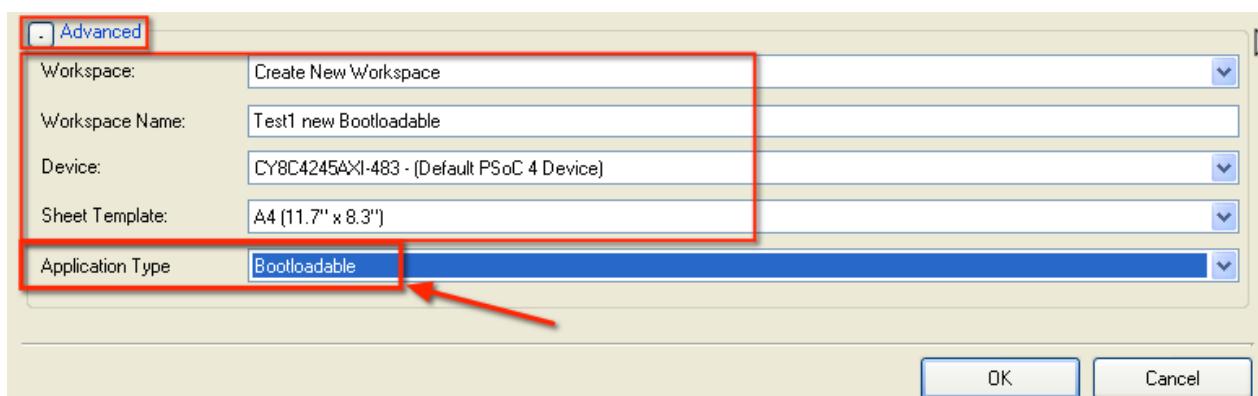 Advanced
Workspace: Create New Workspace
Workspace Name: Test1 new Bootloadable
Device: CY8C4245AXI-483 - (Default PSoC 4 Device)
Sheet Template: A4 (11.7" x 8.3")
Application Type Bootloadable
OK Cancel